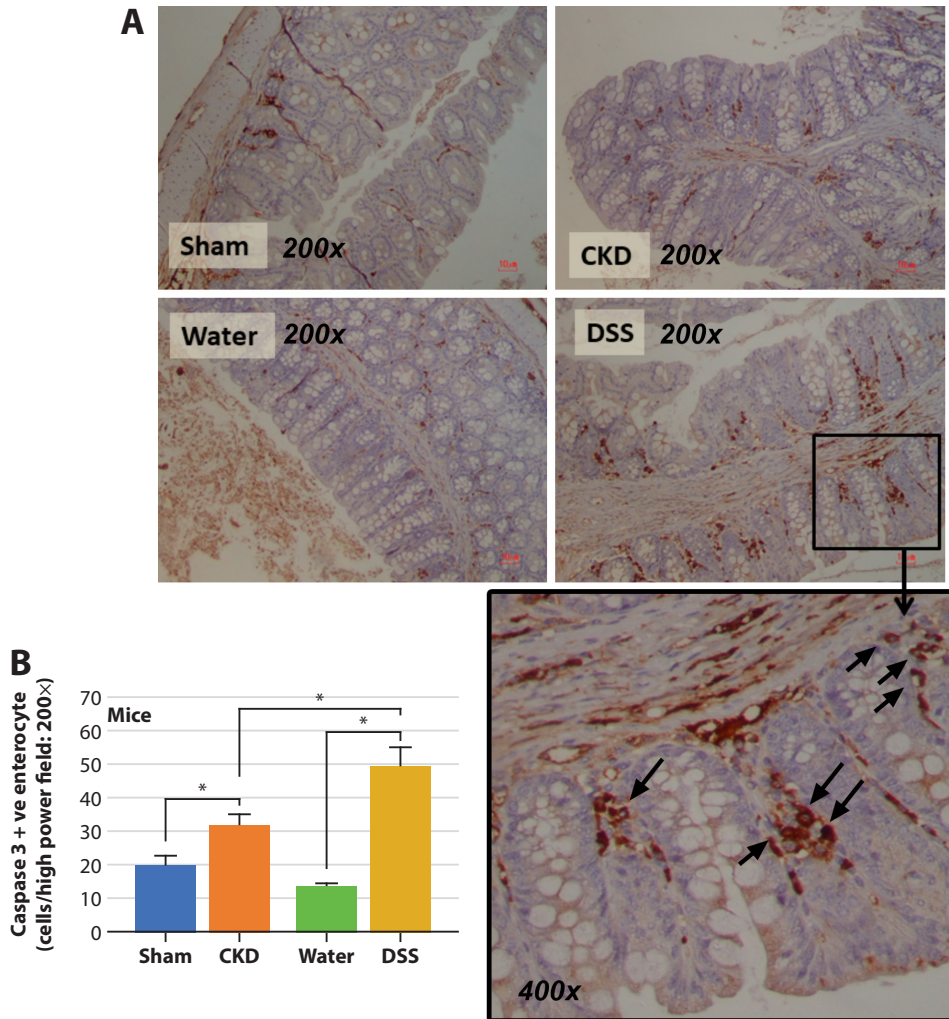 A
Sham 200x
CKD 200x
Water 200x
DSS 200x
400x
B
Caspase 3 + ve enterocyte
(cells/high power field: 200×)
70
60
50
40
30
20
10
0
Mice
*
*
*
Sham CKD Water DSS